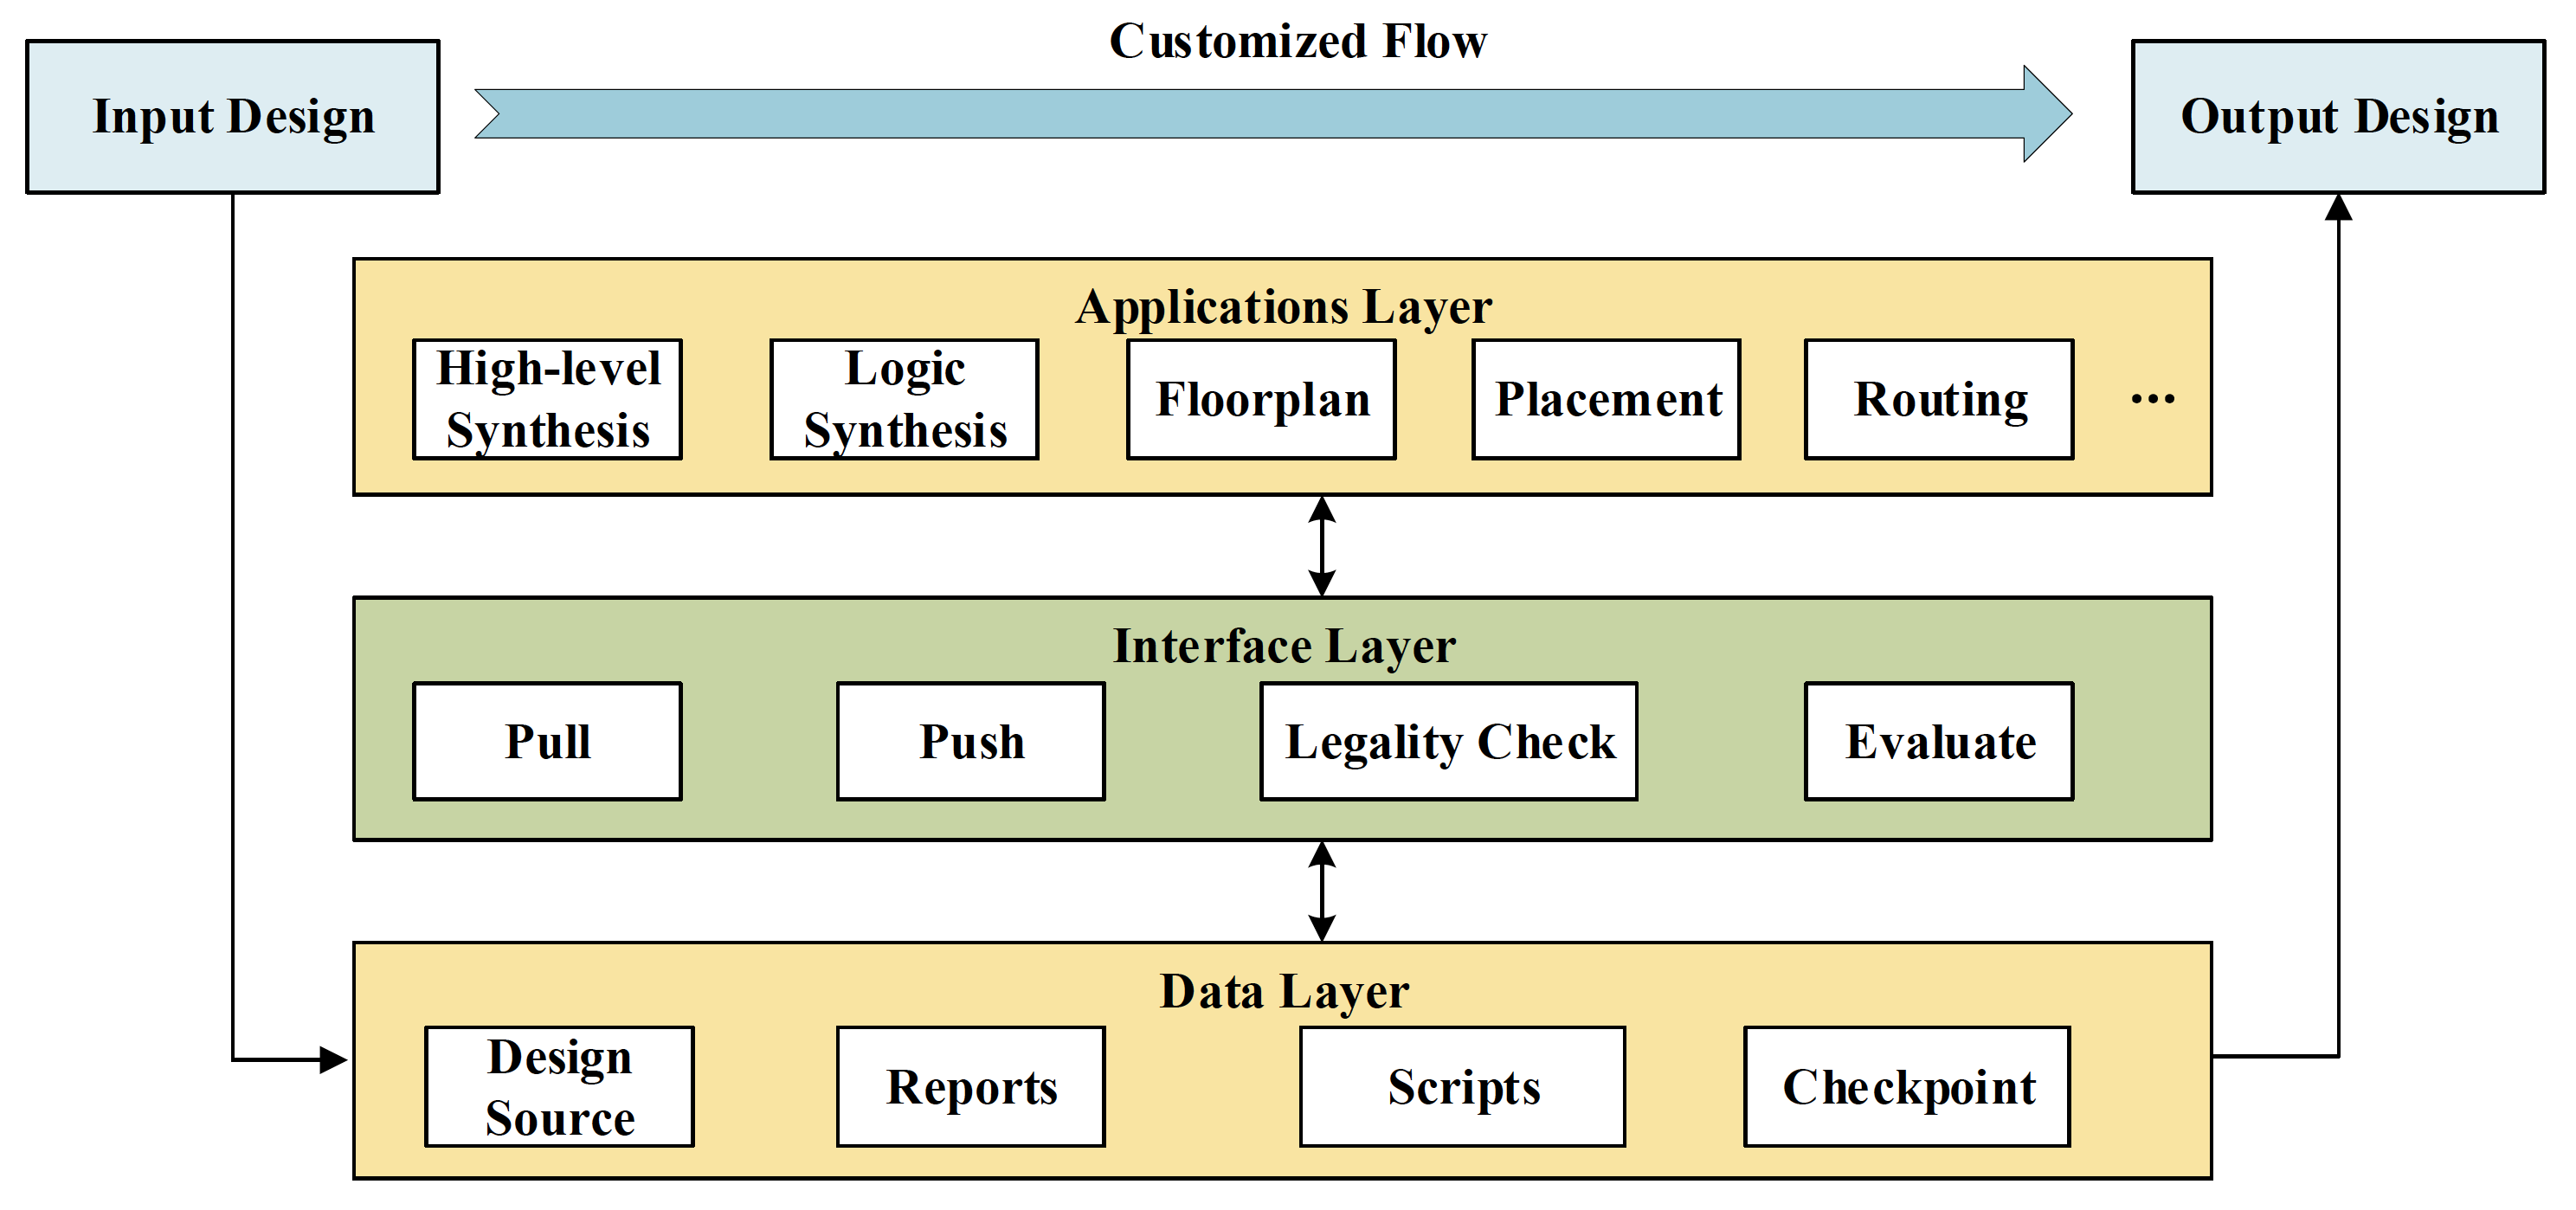 Customized Flow
Input Design
Output Design
Applications Layer
High-level
Synthesis
Logic
Synthesis
Floorplan
Placement
Routing
...
Interface Layer
Pull
Push
Legality Check
Evaluate
Data Layer
Design
Source
Reports
Scripts
Checkpoint